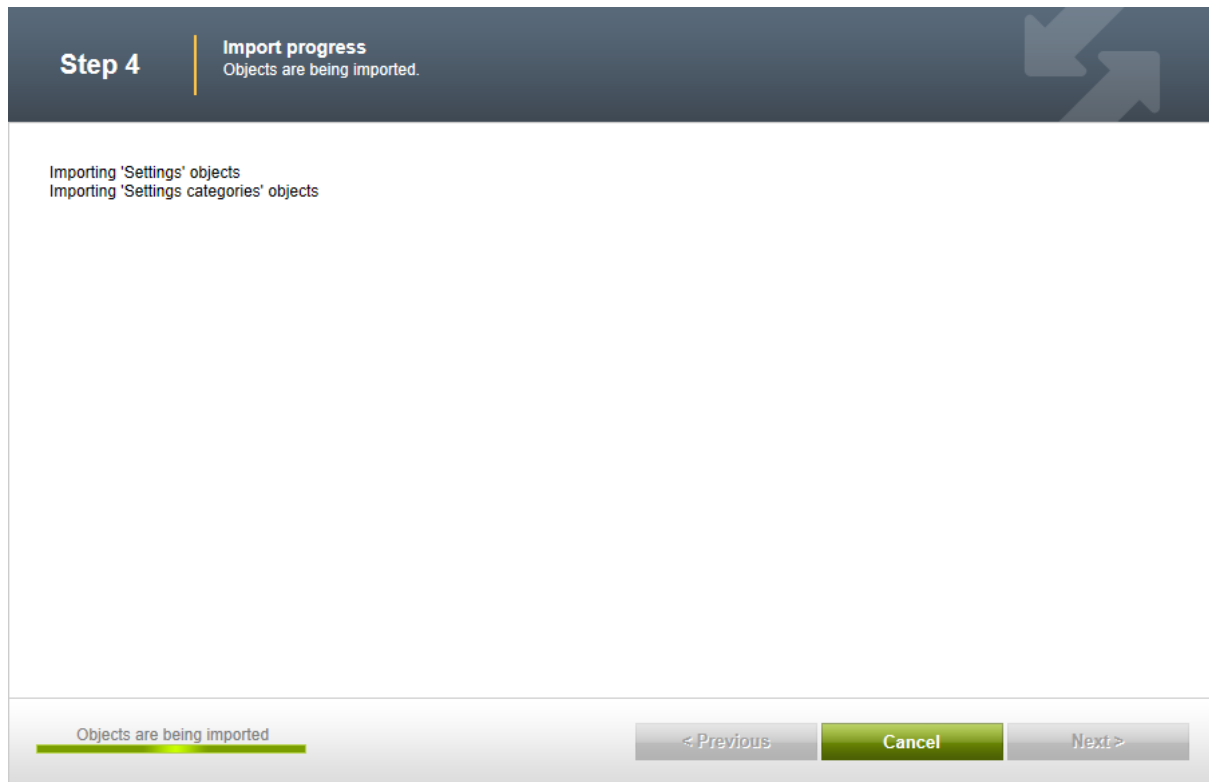 Step 4
Import progress
Objects are being imported.
Importing 'Settings' objects
Importing 'Settings categories' objects
Objects are being imported
< Previous
Cancel
Next >